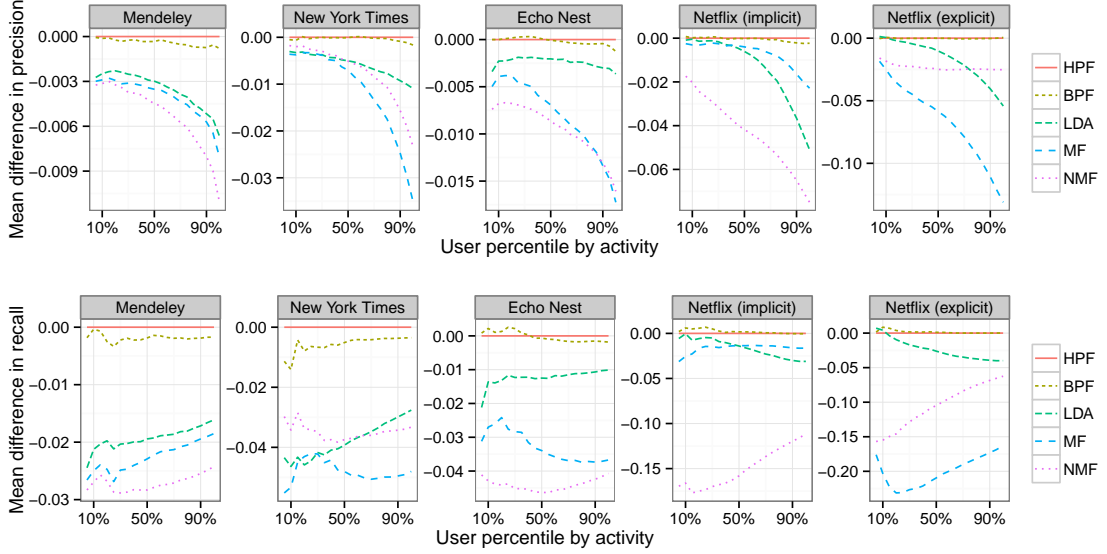 Mendeley New York Times Echo Nest Netflix (implicit) Netflix (explicit)
Mean difference in precision
0.000
−0.003
−0.006
−0.009
0.00
−0.01
−0.02
−0.03
0.000
−0.005
−0.010
−0.015
0.00
−0.02
−0.04
−0.06
0.00
−0.05
−0.10
10% 50% 90% 10% 50% 90% 10% 50% 90% 10% 50% 90% 10% 50% 90%
User percentile by activity
HPF
BPF
LDA
MF
NMF
Mendeley New York Times Echo Nest Netflix (implicit) Netflix (explicit)
Mean difference in recall
0.00
−0.01
−0.02
−0.03
0.00
−0.02
−0.04
0.00
−0.01
−0.02
−0.03
−0.04
0.00
−0.05
−0.10
−0.15
0.00
−0.05
−0.10
−0.15
−0.20
10% 50% 90% 10% 50% 90% 10% 50% 90% 10% 50% 90% 10% 50% 90%
User percentile by activity
HPF
BPF
LDA
MF
NMF